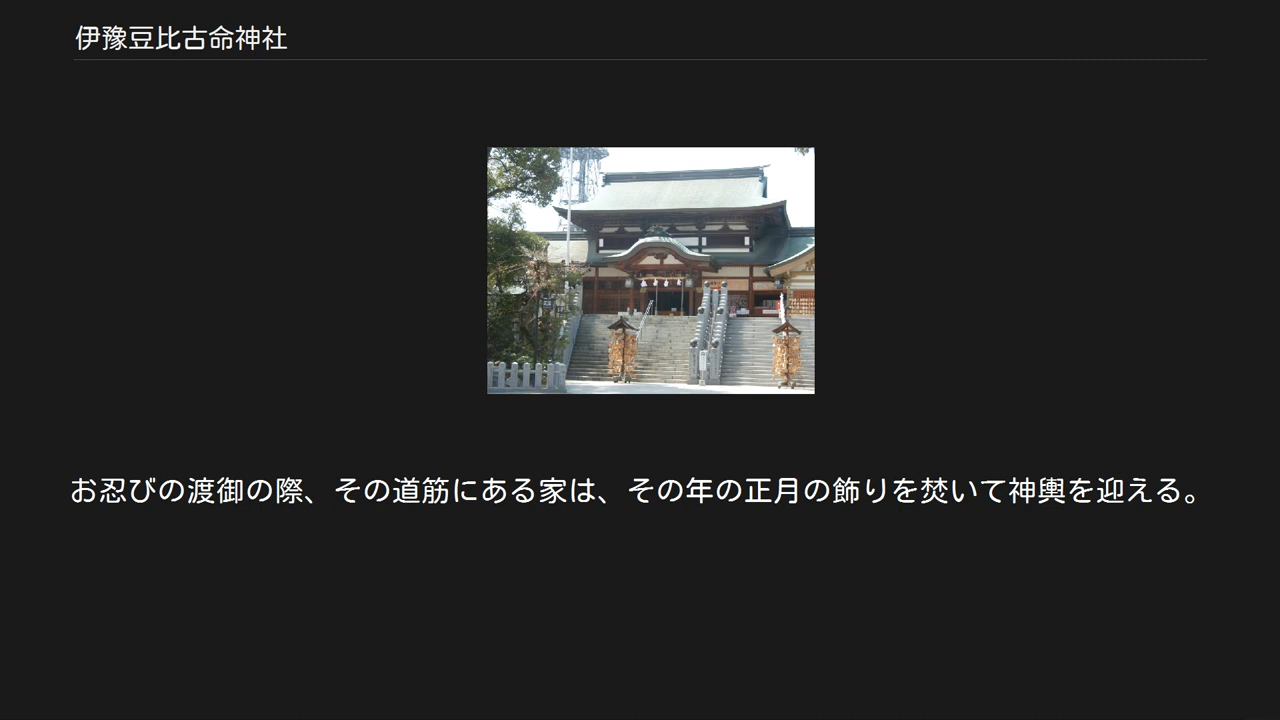 伊豫豆比古命神社
お忍びの渡御の際、その道筋にある家は、その年の正月の飾りを焚いて神輿を迎える。